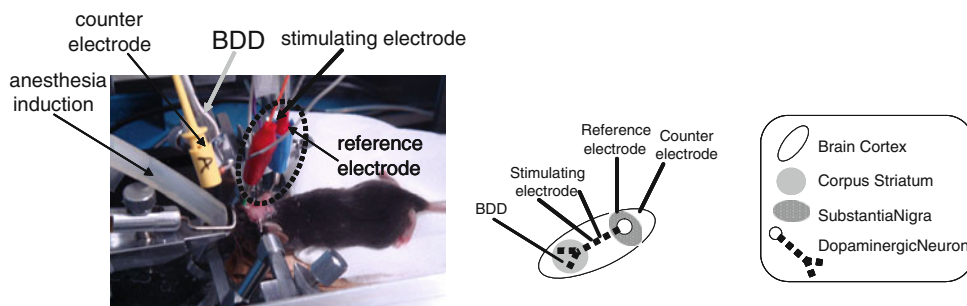 counter
electrode
BDD
stimulating electrode
anesthesia
induction
reference
electrode
A
Reference
electrode
Counter
electrode
Stimulating
electrode
BDD
Brain Cortex
Corpus Striatum
SubstantiaNigra
DopaminergicNeuron